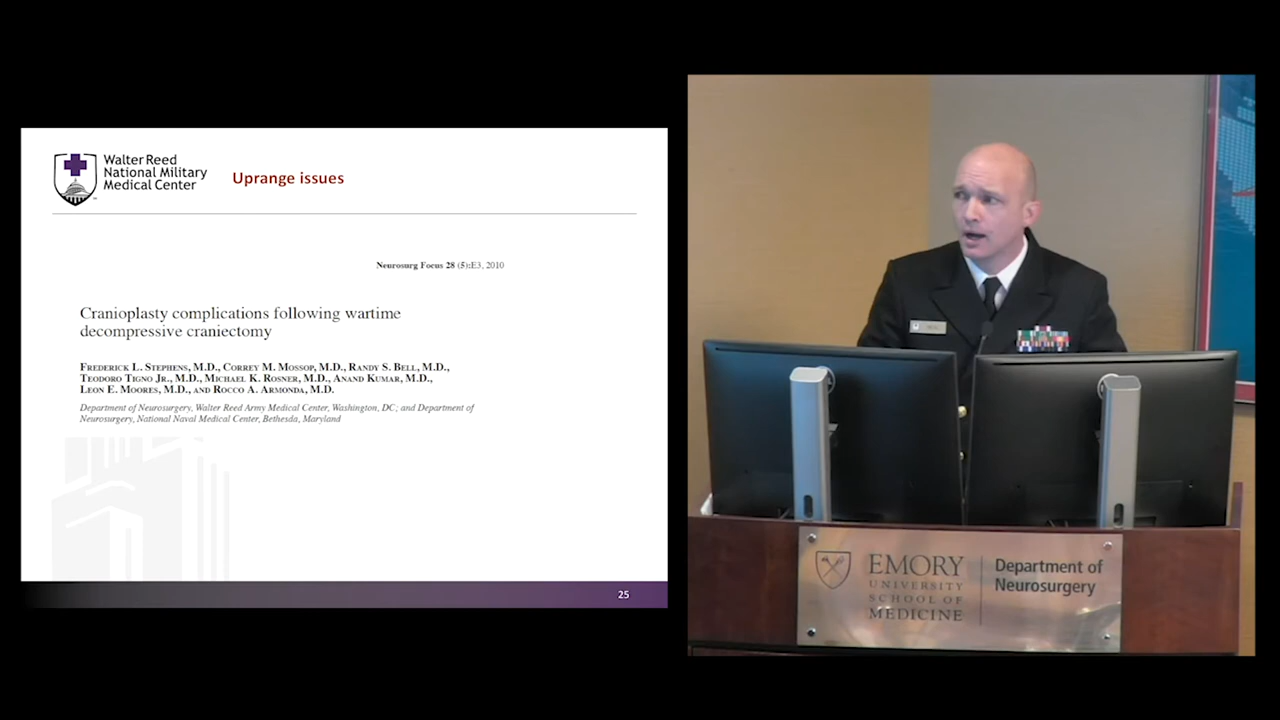 Walter Reed
National Military
Medical Center
Uprange issues
Neurosurg Focus 28 (5):E3, 2010
Cranioplasty complications following wartime
decompressive craniectomy
Frederick L. Stephens, M.D., Correy M. Mossop, M.D., Randy S. Bell, M.D.,
Teodoro Tigno Jr., M.D., Michael K. Rosner, M.D., Anand Kumar, M.D.,
Leon E. Moores, M.D., and Rocco A. Armonda, M.D.
Department of Neurosurgery, Walter Reed Army Medical Center, Washington, DC; and Department of
Neurosurgery, National Naval Medical Center, Bethesda, Maryland
25
EMORY
UNIVERSITY
SCHOOL OF
MEDICINE
Department of
Neurosurgery